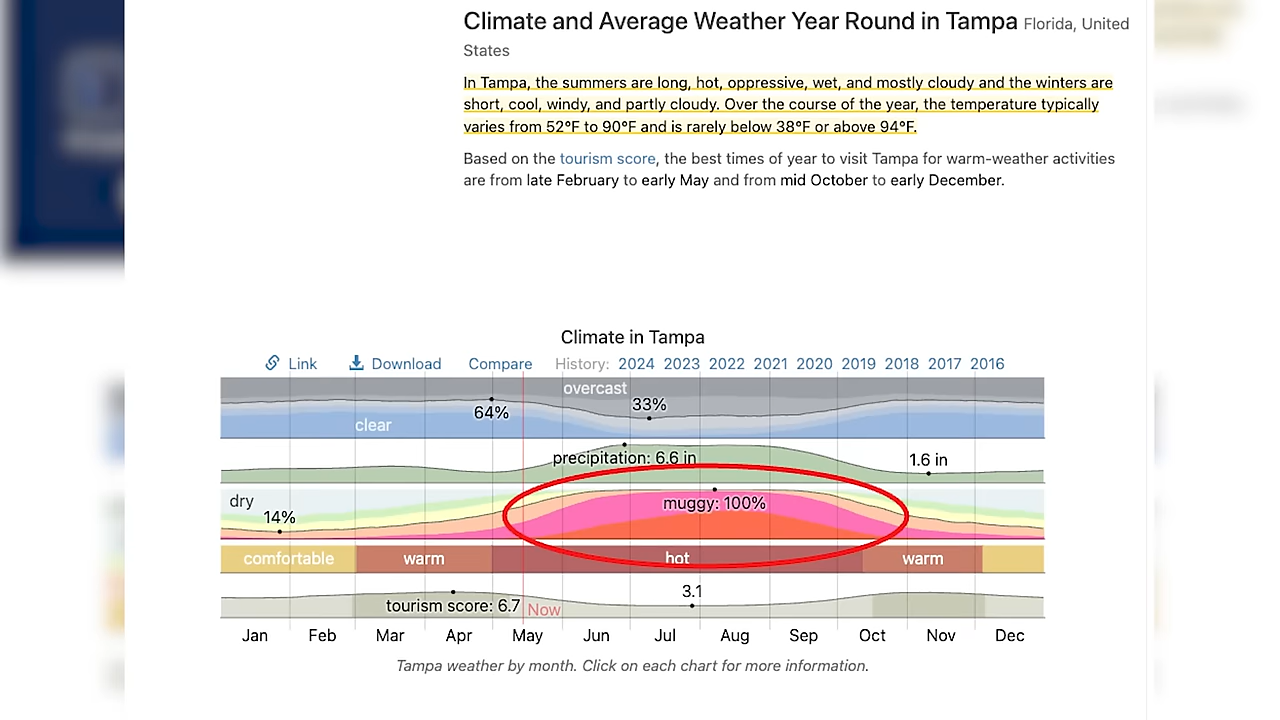 Climate and Average Weather Year Round in Tampa Florida, United
States
In Tampa, the summers are long, hot, oppressive, wet, and mostly cloudy and the winters are
short, cool, windy, and partly cloudy. Over the course of the year, the temperature typically
varies from 52°F to 90°F and is rarely below 38°F or above 94°F.
Based on the tourism score, the best times of year to visit Tampa for warm-weather activities
are from late February to early May and from mid October to early December.
Climate in Tampa
Link Download Compare History: 2024 2023 2022 2021 2020 2019 2018 2017 2016
overcast
64% 33%
clear
precipitation: 6.6 in 1.6 in
dry
14% muggy: 100%
comfortable warm hot warm
tourism score: 6.7 Now 3.1
Jan Feb Mar Apr May Jun Jul Aug Sep Oct Nov Dec
Tampa weather by month. Click on each chart for more information.